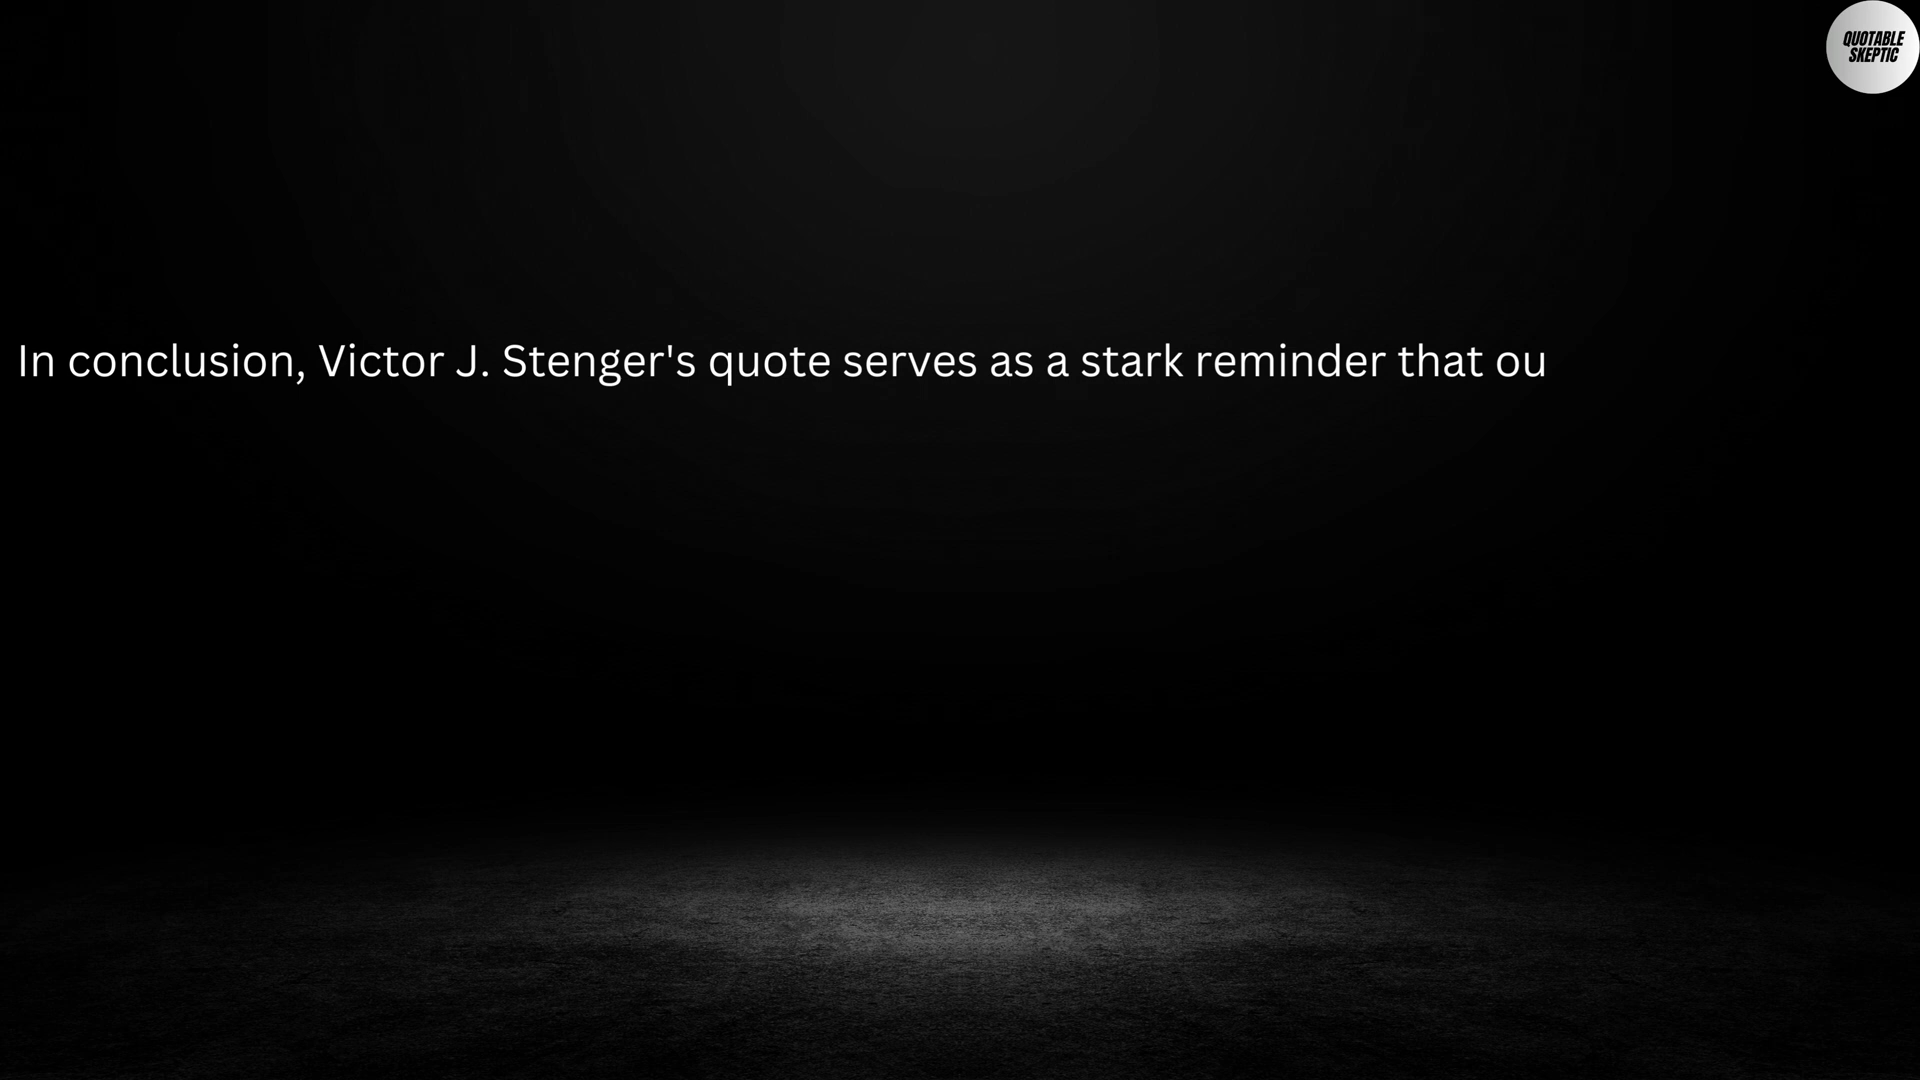 QUOTABLE
SKEPTIC
In conclusion, Victor J. Stenger's quote serves as a stark reminder that ou